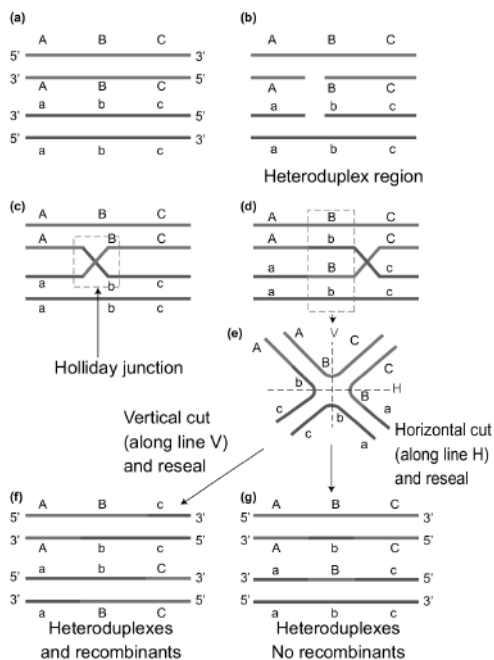 (a)
A B C
5' 3'
3' 5'
A B C
a b c
3' 5'
5' 3'
a b c
(b)
A B C
A B C
a b c
a b c
Heteroduplex region
(c)
A B C
A B C
a b c
a b c
Holliday junction
(d)
A B C
A b C
a B c
a b c
(e)
V
A A B C C
b H
B
c b a
c a
Vertical cut
(along line V)
and reseal
Horizontal cut
(along line H)
and reseal
(f)
A B c
5' 3'
3' 5'
A b c
a b C
5' 3'
3' 5'
a B C
Heteroduplexes
and recombinants
(g)
A B C
5' 3'
3' 5'
A b C
a B c
3'
5'
a b c
Heteroduplexes
No recombinants